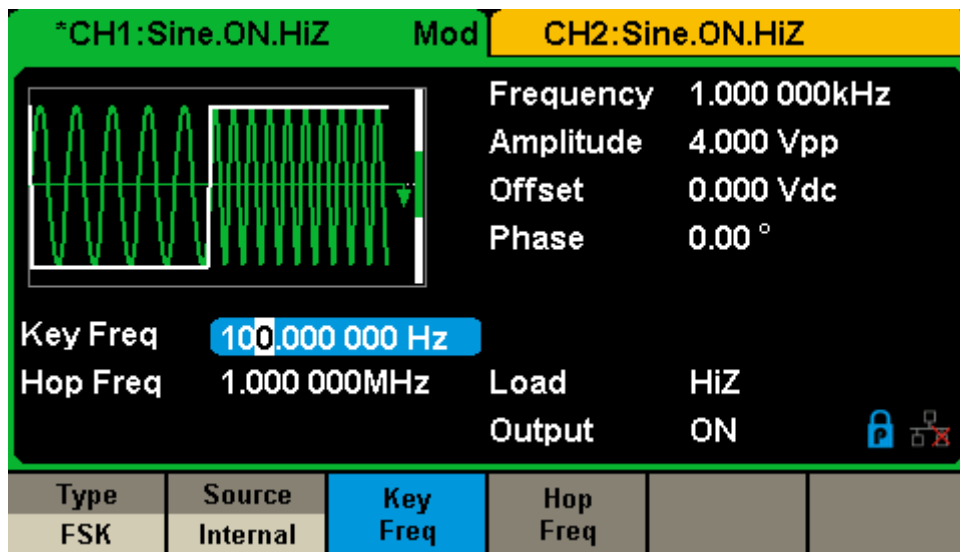 *CH1:Sine.ON.HiZ Mod CH2:Sine.ON.HiZ
Frequency 1.000 000kHz
Amplitude 4.000 Vpp
Offset 0.000 Vdc
Phase 0.00 °
Key Freq 100.000 000 Hz
Hop Freq 1.000 000MHz Load HiZ
Output ON P
Type Source Key Freq Hop Freq
FSK Internal